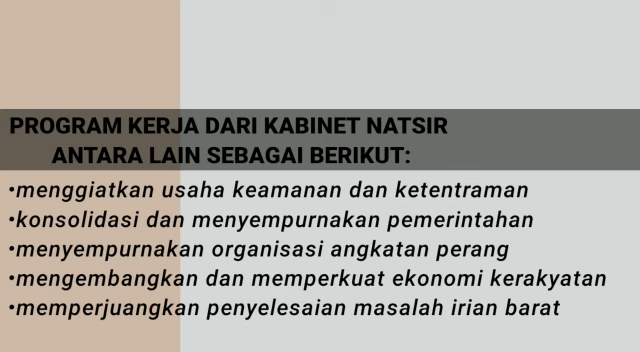 PROGRAM KERJA DARI KABINET NATSIR
ANTARA LAIN SEBAGAI BERIKUT:
•menggiatkan usaha keamanan dan ketentraman
•konsolidasi dan menyempurnakan pemerintahan
•menyempurnakan organisasi angkatan perang
•mengembangkan dan memperkuat ekonomi kerakyatan
•memperjuangkan penyelesaian masalah irian barat